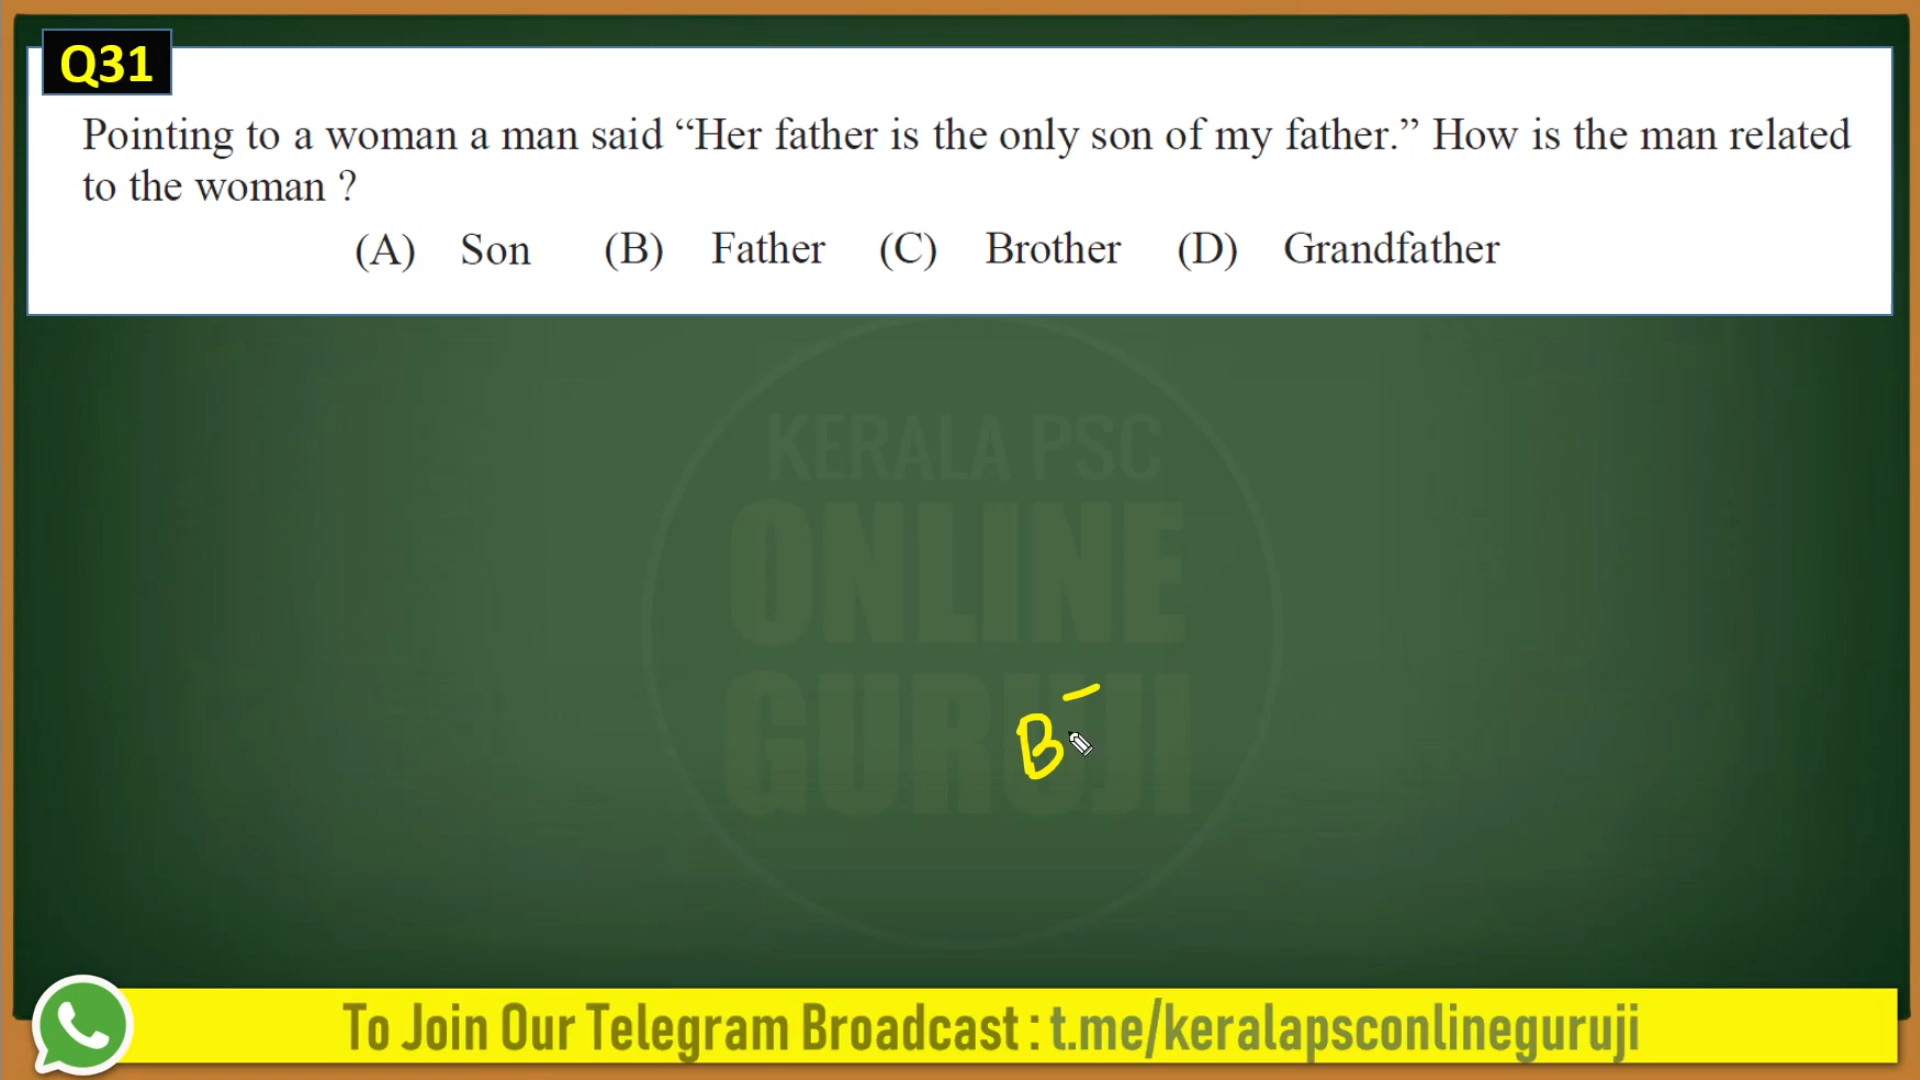 Q31
Pointing to a woman a man said “Her father is the only son of my father.” How is the man related
to the woman ?
(A) Son (B) Father (C) Brother (D) Grandfather
KERALA PSC
ONLINE
GURUJI
B
To Join Our Telegram Broadcast : t.me/keralapsconlineguruji